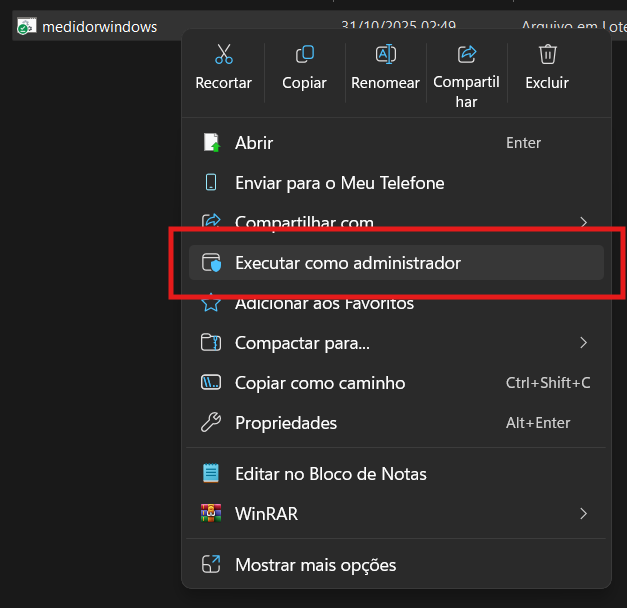 medidorwindows
31/10/2025 02:49
Arquivo em Lote
Recortar
Copiar
Renomear
Compartil
har
Excluir
Abrir
Enter
Enviar para o Meu Telefone
Compartilhar com
Executar como administrador
Adicionar aos Favoritos
Compactar para...
Copiar como caminho
Ctrl+Shift+C
Propriedades
Alt+Enter
Editar no Bloco de Notas
WinRAR
Mostrar mais opções